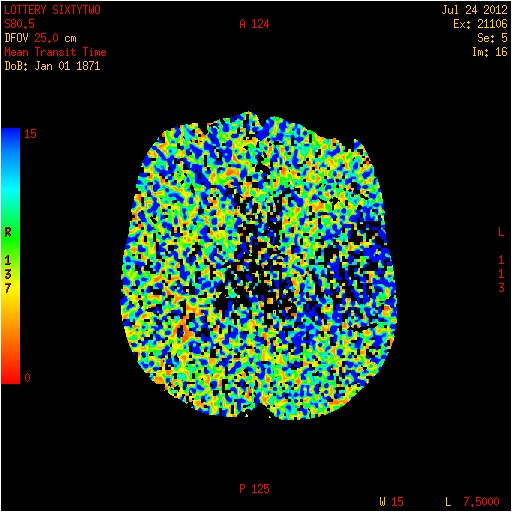 LOTTERY SIXTYTWO
S80.5
DFOV 25.0 cm
Mean Transit Time
DoB: Jan 01 1871
A 124
Jul 24 2012
Ex: 21106
Se: 5
Im: 16
15
R
1
3
7
0
L
1
1
3
P 125
W 15 L 7.5000